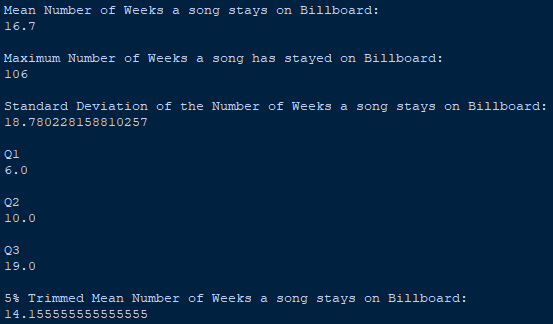 Mean Number of Weeks a song stays on Billboard:
16.7
Maximum Number of Weeks a song has stayed on Billboard:
106
Standard Deviation of the Number of Weeks a song stays on Billboard:
18.780228158810257
Q1
6.0
Q2
10.0
Q3
19.0
5% Trimmed Mean Number of Weeks a song stays on Billboard:
14.155555555555555